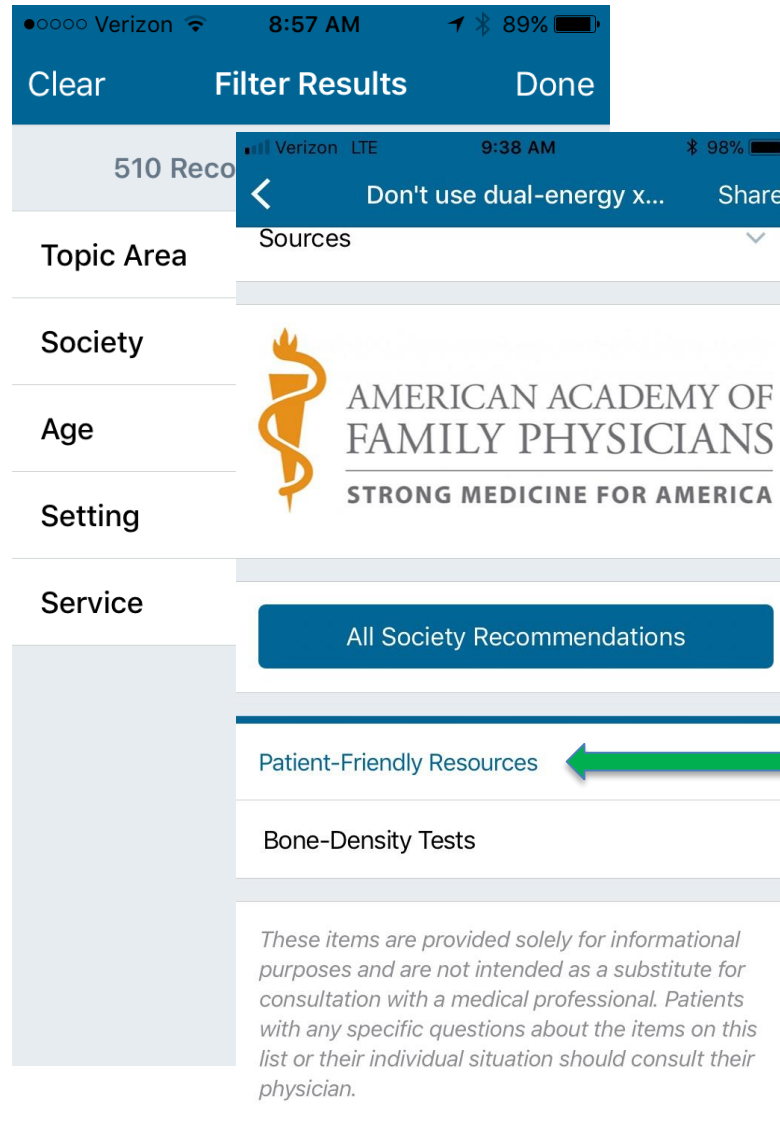 Verizon 8:57 AM 89%
Clear Filter Results Done
510 Reco
Topic Area
Society
Age
Setting
Service
Verizon LTE 9:38 AM 98%
Don't use dual-energy x... Share
Sources
AMERICAN ACADEMY OF
FAMILY PHYSICIANS
STRONG MEDICINE FOR AMERICA
All Society Recommendations
Patient-Friendly Resources
Bone-Density Tests
These items are provided solely for informational
purposes and are not intended as a substitute for
consultation with a medical professional. Patients
with any specific questions about the items on this
list or their individual situation should consult their
physician.